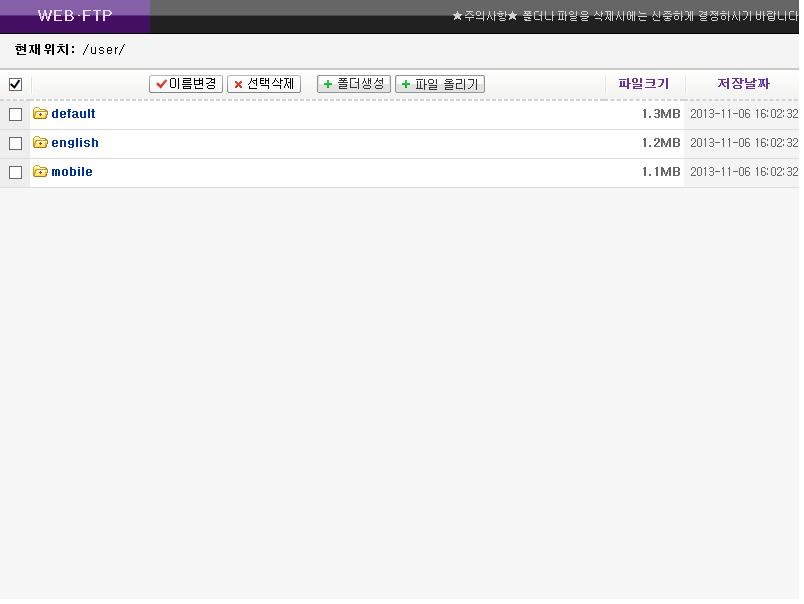 WEB·FTP
★주의사항★ 폴더나 파일을 삭제시에는 신중하게 결정하시기 바랍니다
현재위치: /user/
이름변경 선택삭제 폴더생성 파일 올리기 파일크기 저장날짜
default 1.3MB 2013-11-06 16:02:32
english 1.2MB 2013-11-06 16:02:32
mobile 1.1MB 2013-11-06 16:02:32